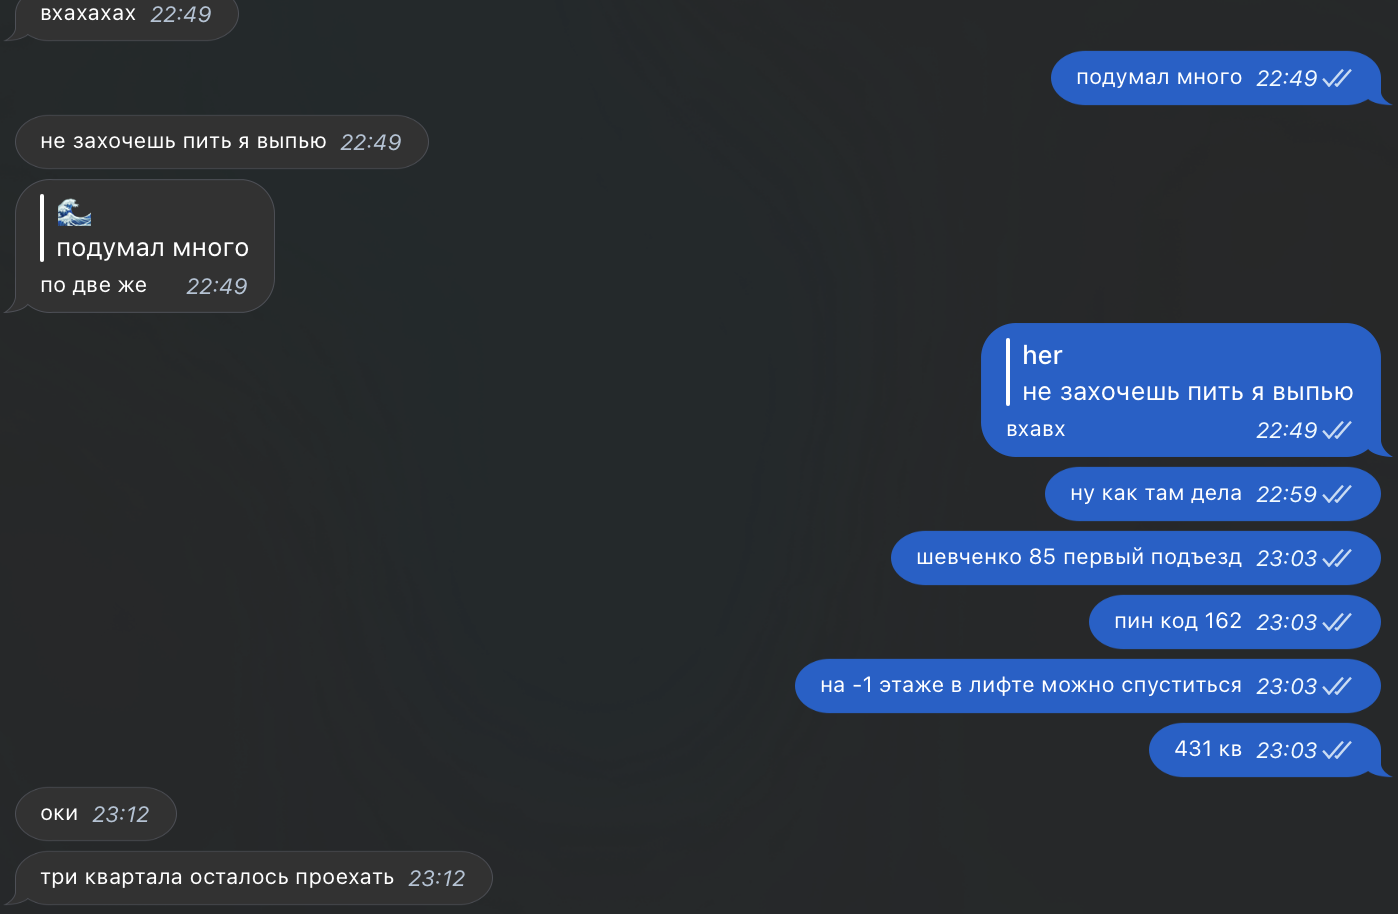 вхахахах 22:49
подумал много 22:49
не захочешь пить я выпью 22:49
🌊
подумал много
по две же 22:49
her
не захочешь пить я выпью
вхавх 22:49
ну как там дела 22:59
шевченко 85 первый подъезд 23:03
пин код 162 23:03
на -1 этаже в лифте можно спуститься 23:03
431 кв 23:03
оки 23:12
три квартала осталось проехать 23:12